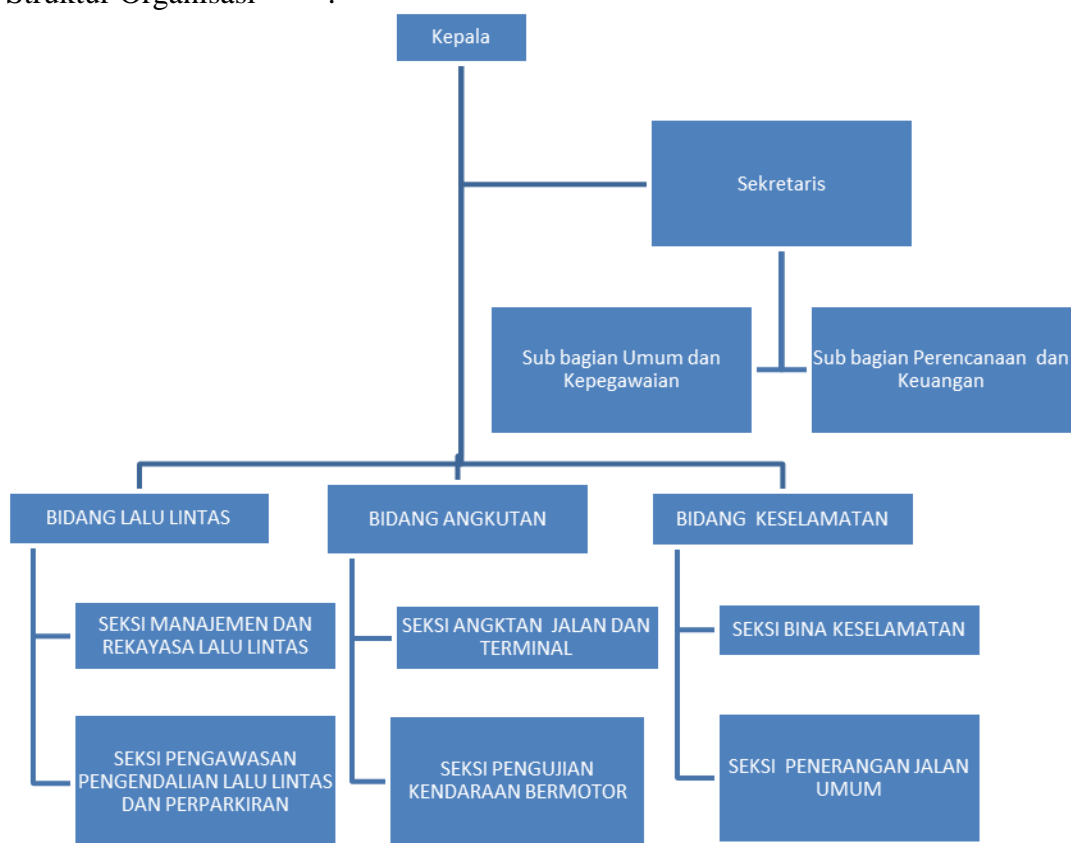 Struktur Organisasi :
Kepala
Sekretaris
Sub bagian Umum dan
Kepegawaian
Sub bagian Perencanaan dan
Keuangan
BIDANG LALU LINTAS
BIDANG ANGKUTAN
BIDANG KESELAMATAN
SEKSI MANAJEMEN DAN
REKAYASA LALU LINTAS
SEKSI ANGKTAN JALAN DAN
TERMINAL
SEKSI BINA KESELAMATAN
SEKSI PENGAWASAN
PENGENDALIAN LALU LINTAS
DAN PERPARKIRAN
SEKSI PENGUJIAN
KENDARAAN BERMOTOR
SEKSI PENERANGAN JALAN
UMUM